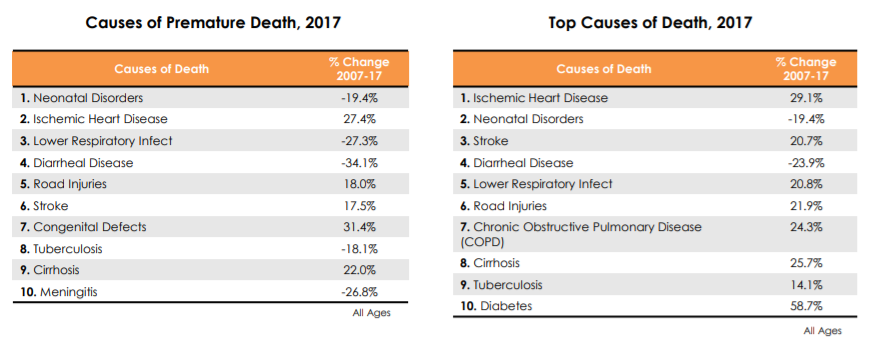 Causes of Premature Death, 2017
Causes of Death % Change
2007-17
1. Neonatal Disorders -19.4%
2. Ischemic Heart Disease 27.4%
3. Lower Respiratory Infect -27.3%
4. Diarrheal Disease -34.1%
5. Road Injuries 18.0%
6. Stroke 17.5%
7. Congenital Defects 31.4%
8. Tuberculosis -18.1%
9. Cirrhosis 22.0%
10. Meningitis -26.8%
All Ages
Top Causes of Death, 2017
Causes of Death % Change
2007-17
1. Ischemic Heart Disease 29.1%
2. Neonatal Disorders -19.4%
3. Stroke 20.7%
4. Diarrheal Disease -23.9%
5. Lower Respiratory Infect 20.8%
6. Road Injuries 21.9%
7. Chronic Obstructive Pulmonary Disease 24.3%
(COPD)
8. Cirrhosis 25.7%
9. Tuberculosis 14.1%
10. Diabetes 58.7%
All Ages